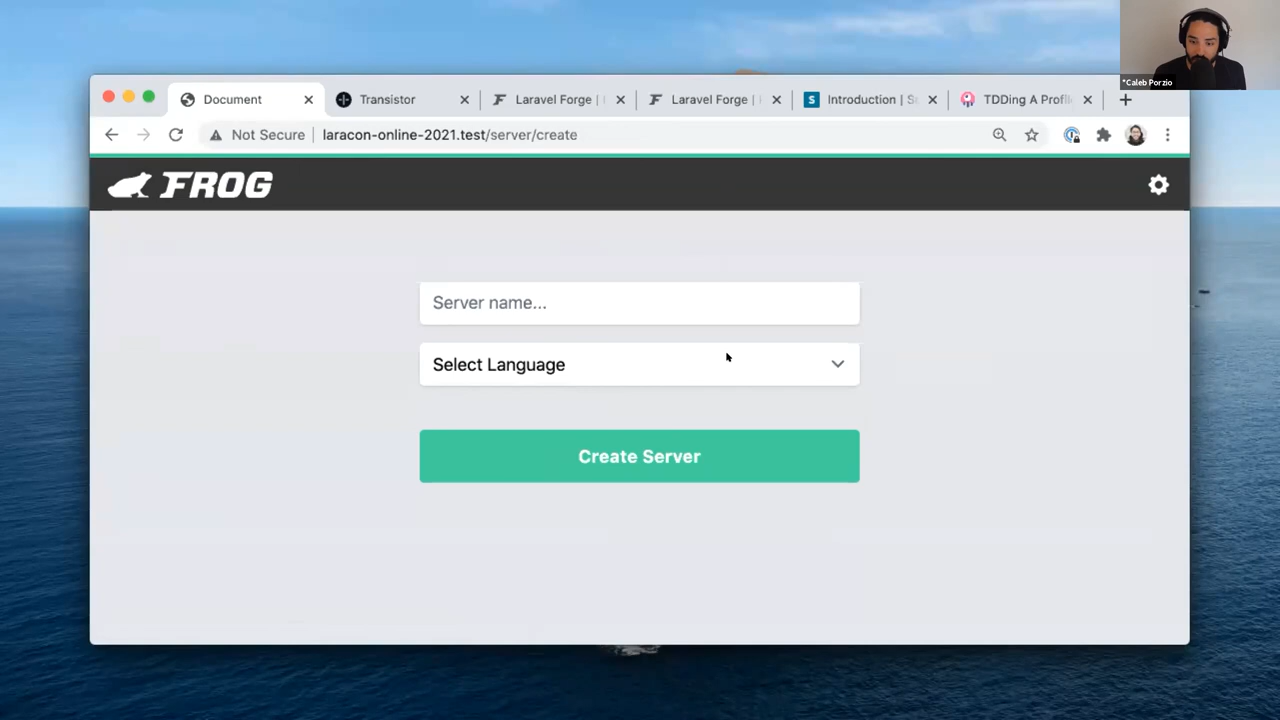 *Caleb Porzio
Document
Transistor
Laravel Forge |
Laravel Forge |
Introduction | S
TDDing A Profil
Not Secure
laracon-online-2021.test/server/create
FROG
Server name...
Select Language
Create Server